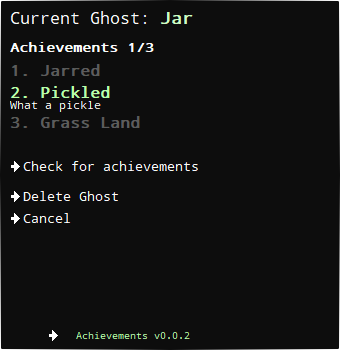 Current Ghost: Jar
Achievements 1/3
1. Jarred
2. Pickled
What a pickle
3. Grass Land
Check for achievements
Delete Ghost
Cancel
Achievements v0.0.2